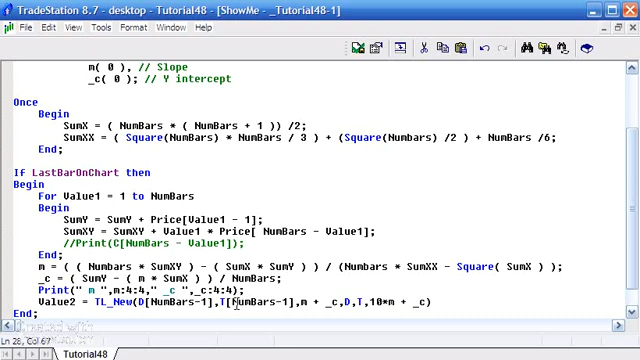 TradeStation 8.7 - desktop - [ShowMe - _Tutorial48-1]
File Edit View Insert To Format Window Help
m( 0 ), // Slope
_c( 0 ); // Y intercept
Once
Begin
SumX = ( NumBars * ( NumBars + 1 )) /2;
SumXX = ( Square(NumBars) * NumBars / 3 ) + (Square(Numbars) /2 ) + NumBars /6;
End;
If LastBarOnChart then
Begin
For Value1 = 1 to NumBars
Begin
SumY = SumY + Price[Value1 - 1];
SumXY = SumXY + Value1 * Price[ NumBars - Value1];
//Print(C[NumBars - Value1]);
End;
m = ( ( Numbars * SumXY ) - ( SumX * SumY ) ) / (Numbars * SumXX - Square( SumX) );
_c = ( SumY - ( m * SumX ) ) / NumBars;
Print(" m ",m:4:4," _c ",_c:4:4);
Value2 = TL_New(D[NumBars-1],T[NumBars-1],m + _c,D,T,10*m + _c)
End;
Ln 28, Col 67
Tutorial48